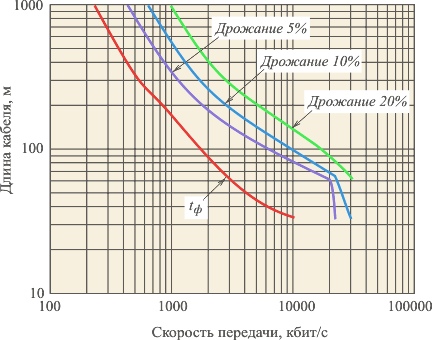 1000
Дрожание 5%
Дрожание 10%
Дрожание 20%
Длина кабеля, м
100
tф
10
100
1000
10000
100000
Скорость передачи, кбит/с